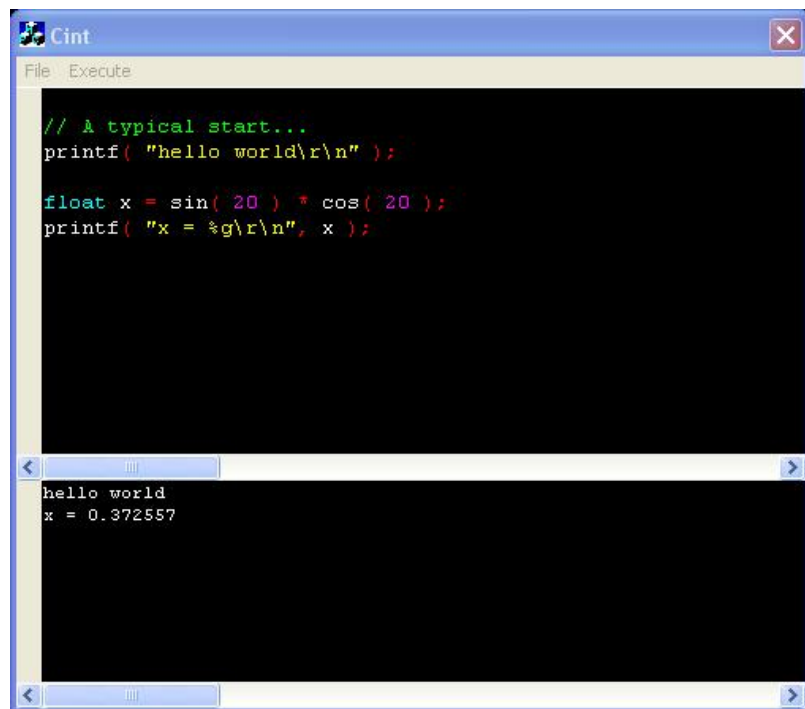 Cint
File Execute
// A typical start...
printf( "hello world\r\n" );
float x = sin( 20 ) * cos( 20 );
printf( "x = %g\r\n", x );
hello world
x = 0.372557